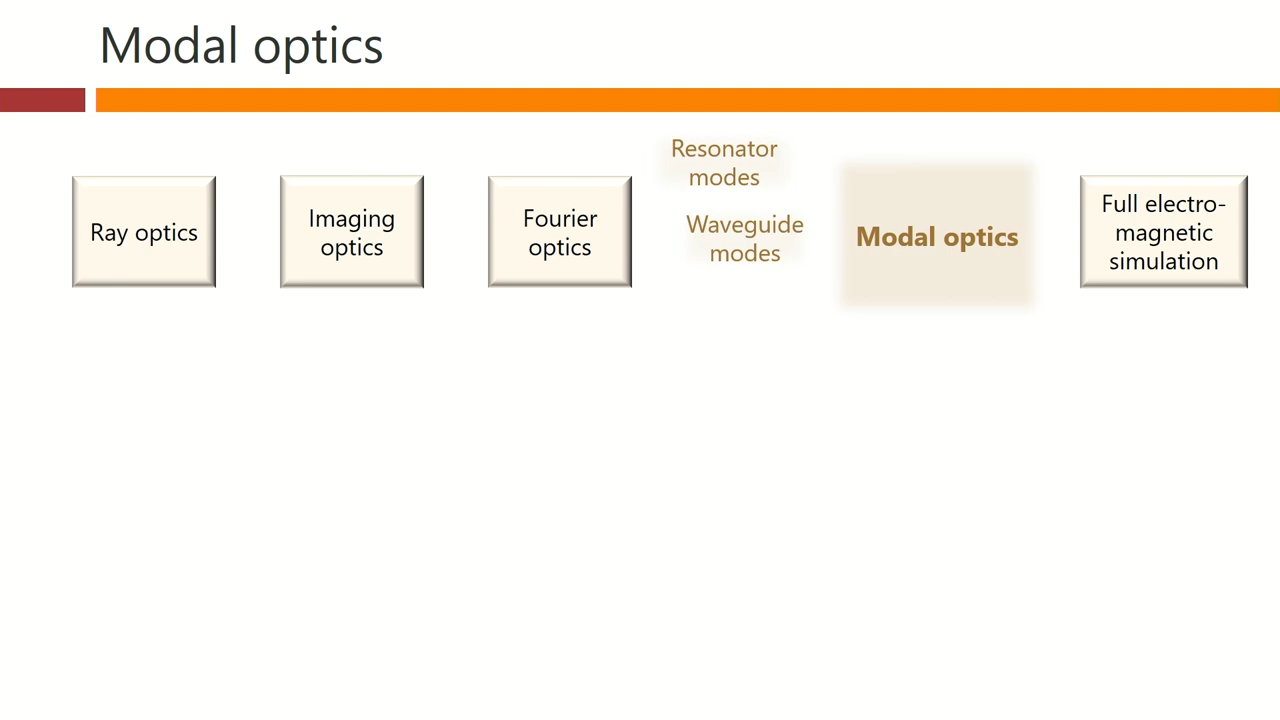 Modal optics
Ray optics
Imaging
optics
Fourier
optics
Resonator
modes
Waveguide
modes
Modal optics
Full electro-
magnetic
simulation